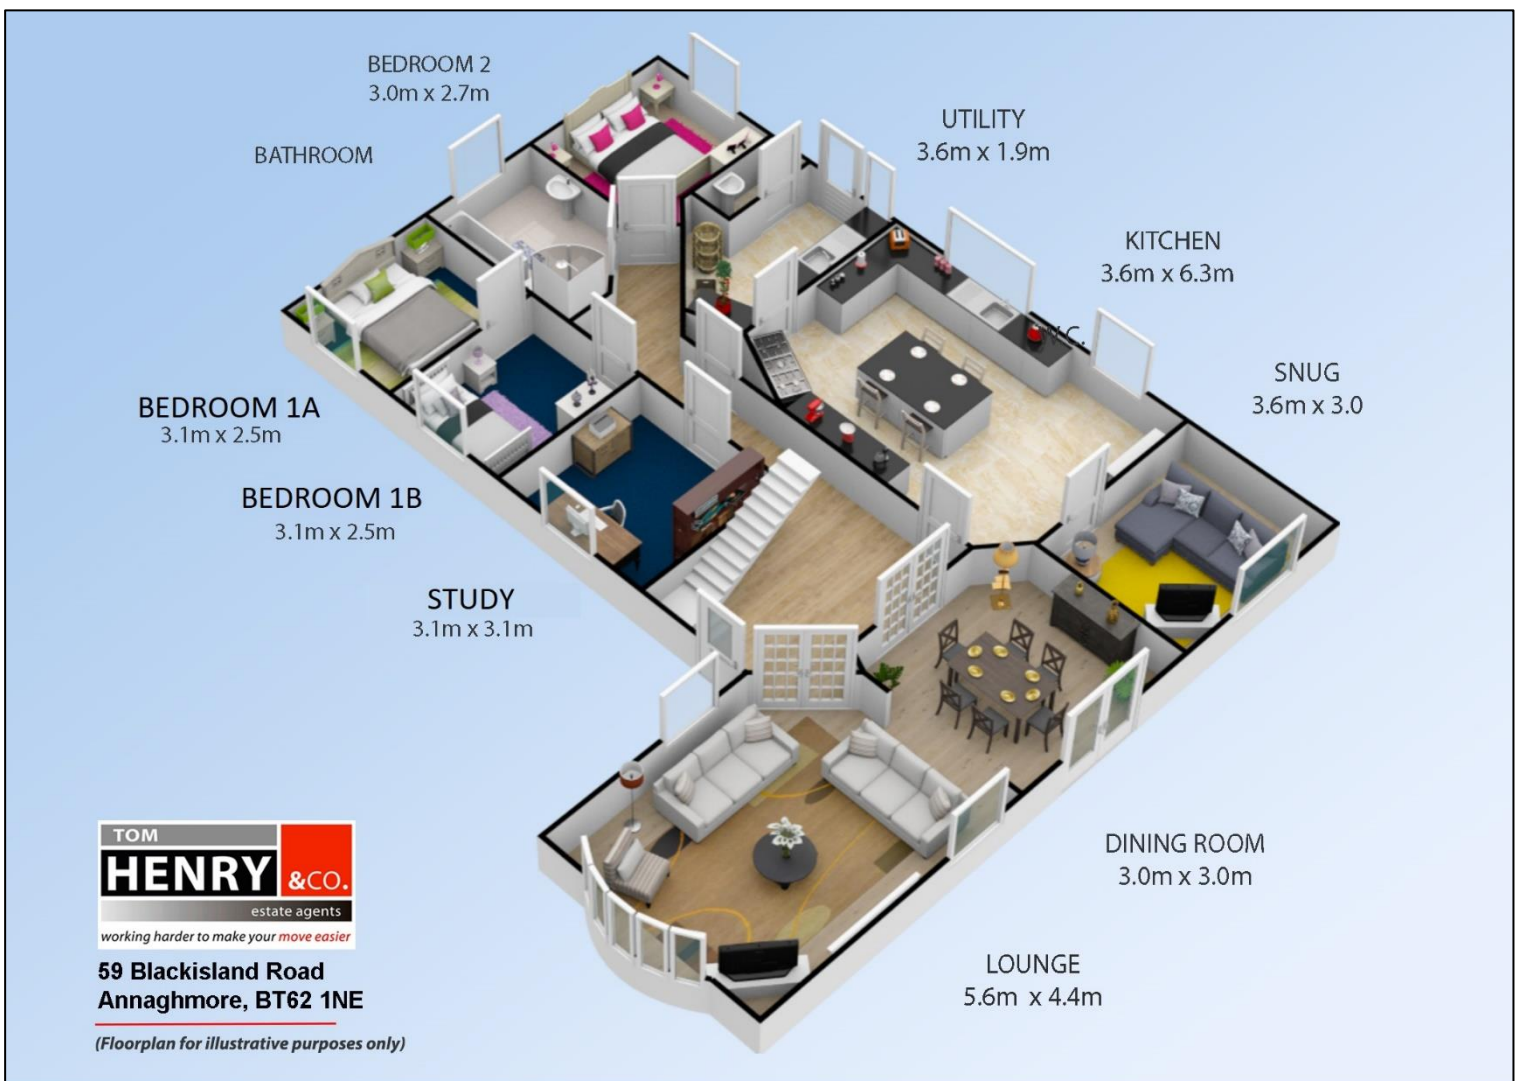 BEDROOM 2
3.0m x 2.7m
BATHROOM
UTILITY
3.6m x 1.9m
KITCHEN
3.6m x 6.3m
SNUG
3.6m x 3.0
BEDROOM 1A
3.1m x 2.5m
BEDROOM 1B
3.1m x 2.5m
STUDY
3.1m x 3.1m
DINING ROOM
3.0m x 3.0m
LOUNGE
5.6m x 4.4m
TOM
HENRY &CO.
estate agents
working harder to make your move easier
59 Blackisland Road
Annaghmore, BT62 1NE
(Floorplan for illustrative purposes only)